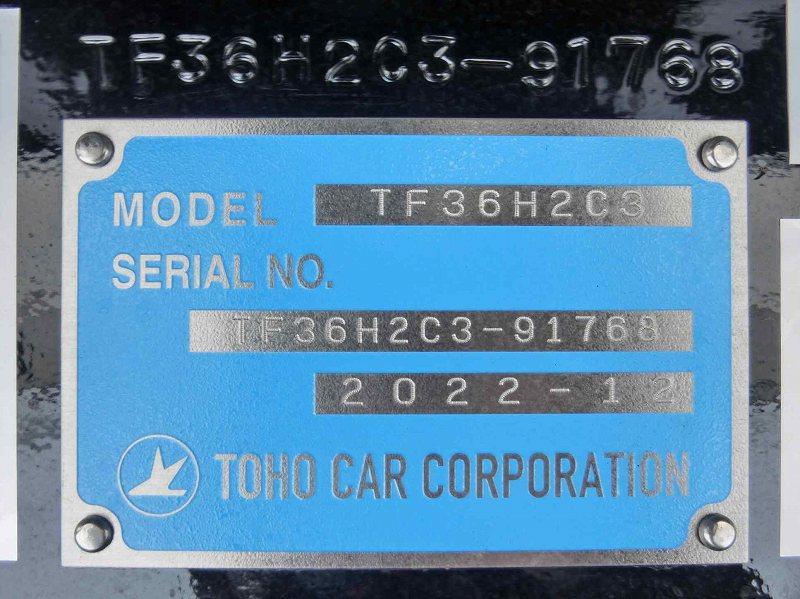 TF36H2C3-91768
MODEL TF36H2C3
SERIAL NO.
TF36H2C3-91768
2022-12
TOHO CAR CORPORATION